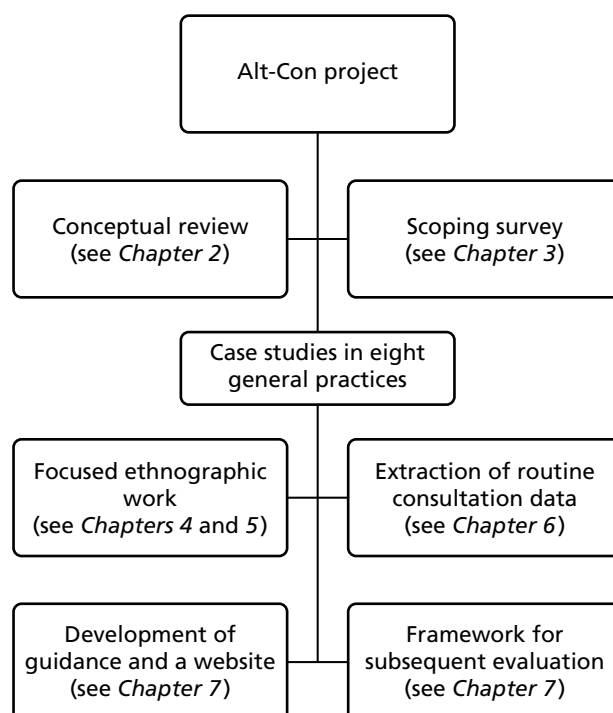 Alt-Con project
Conceptual review
(see Chapter 2)
Scoping survey
(see Chapter 3)
Case studies in eight
general practices
Focused ethnographic
work
(see Chapters 4 and 5)
Extraction of routine
consultation data
(see Chapter 6)
Development of
guidance and a website
(see Chapter 7)
Framework for
subsequent evaluation
(see Chapter 7)